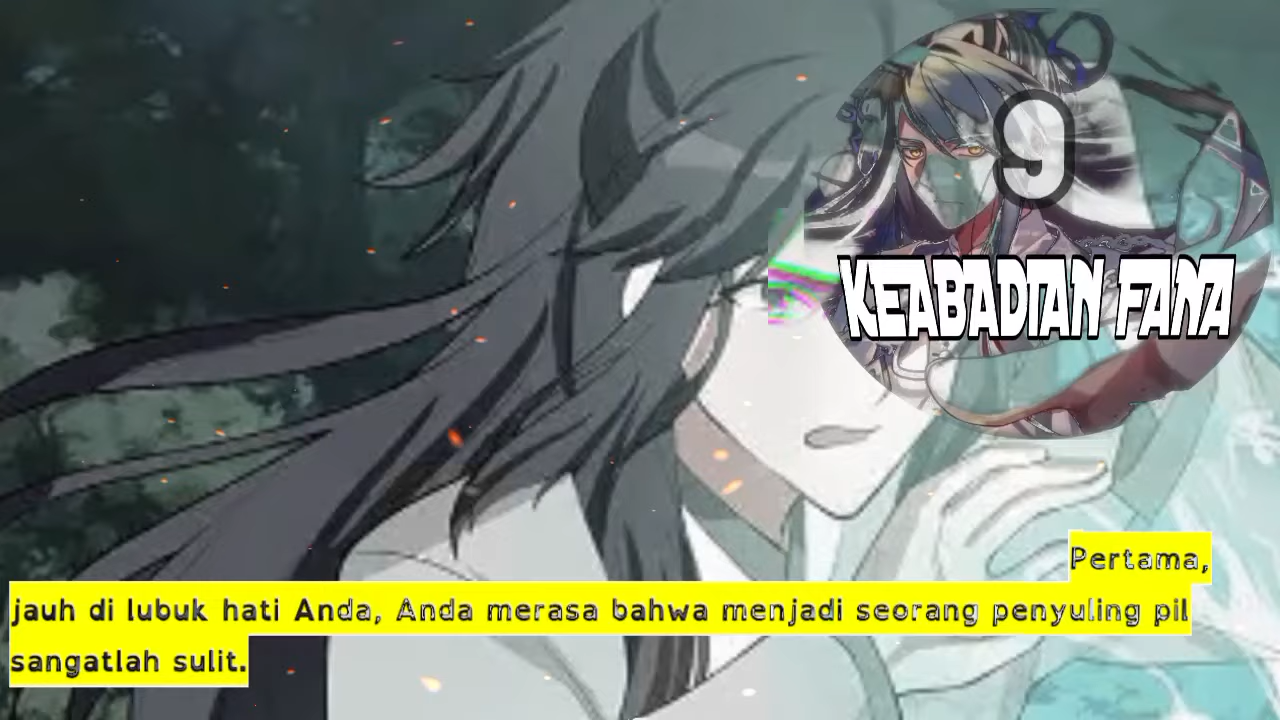 9
KEABADIAN FANA
Pertama,
jauh di lubuk hati Anda, Anda merasa bahwa menjadi seorang penyuling pil
sangatlah sulit.